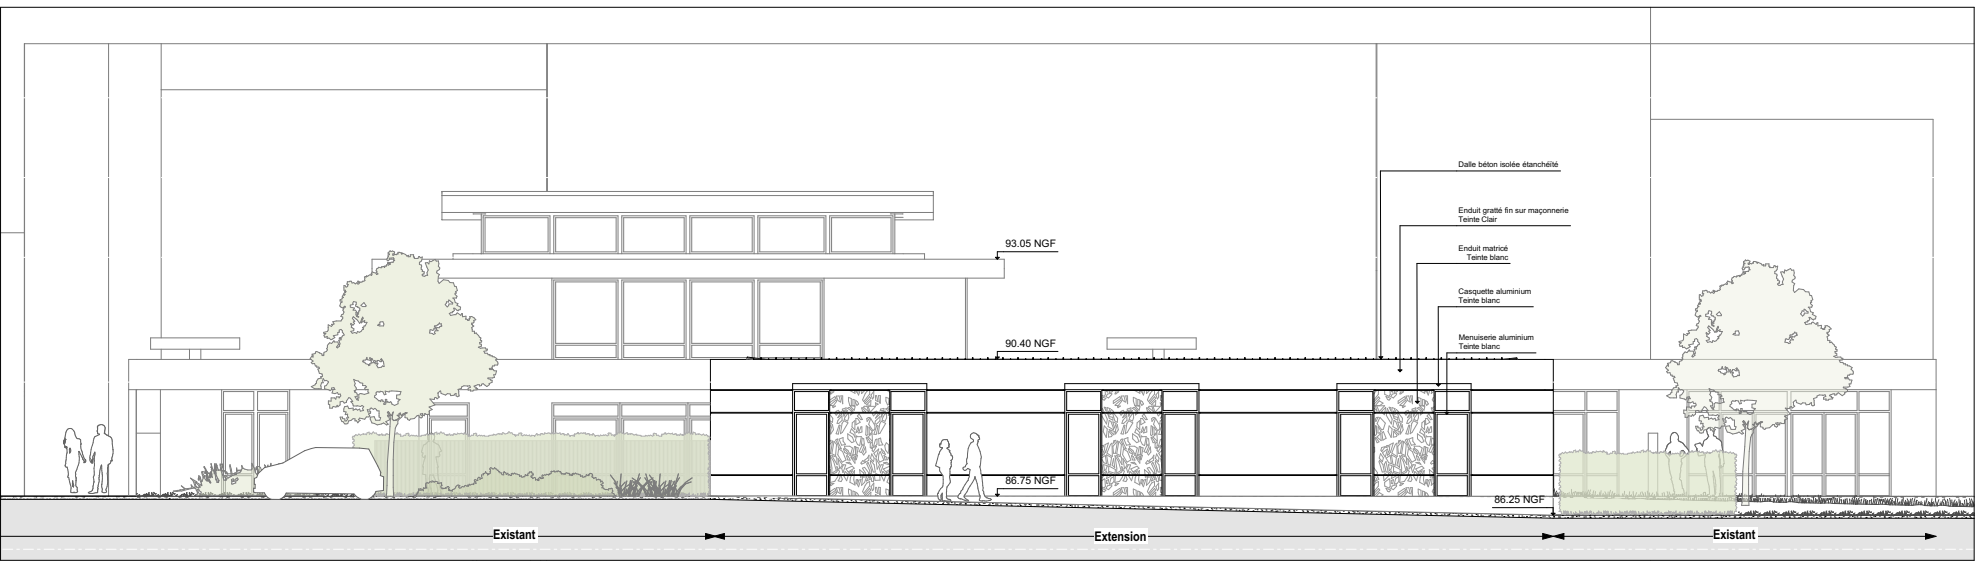 Dalle béton isolée étanchéité
Enduit gratté fin sur maçonnerie
Teinte Clair
93.05 NGF
Enduit matricé
Teinte blanc
Casquette aluminium
Teinte blanc
90.40 NGF
Menuiserie aluminium
Teinte blanc
86.75 NGF
86.25 NGF
Existant
Extension
Existant